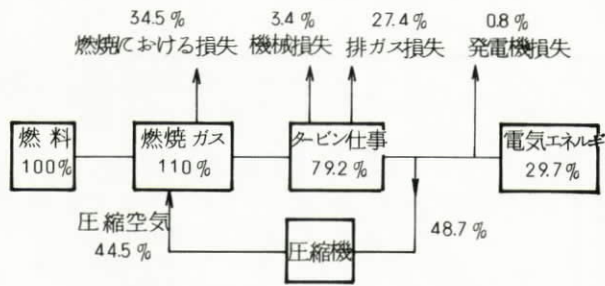 34.5 %
燃焼における損失
3.4 %
機械損失
27.4 %
排ガス損失
0.8 %
発電機損失
燃料
100%
燃焼ガス
110 %
タービン仕事
79.2 %
電気エネルギ
29.7%
圧縮空気
44.5 %
圧縮機
48.7 %